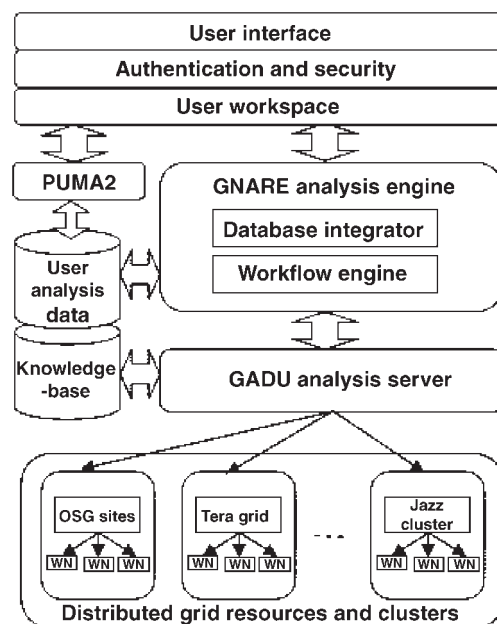 User interface
Authentication and security
User workspace
PUMA2
GNARE analysis engine
Database integrator
Workflow engine
User
analysis
data
Knowledge
-base
GADU analysis server
OSG sites
WN WN WN
Tera grid
WN WN WN
...
Jazz
cluster
WN WN WN
Distributed grid resources and clusters